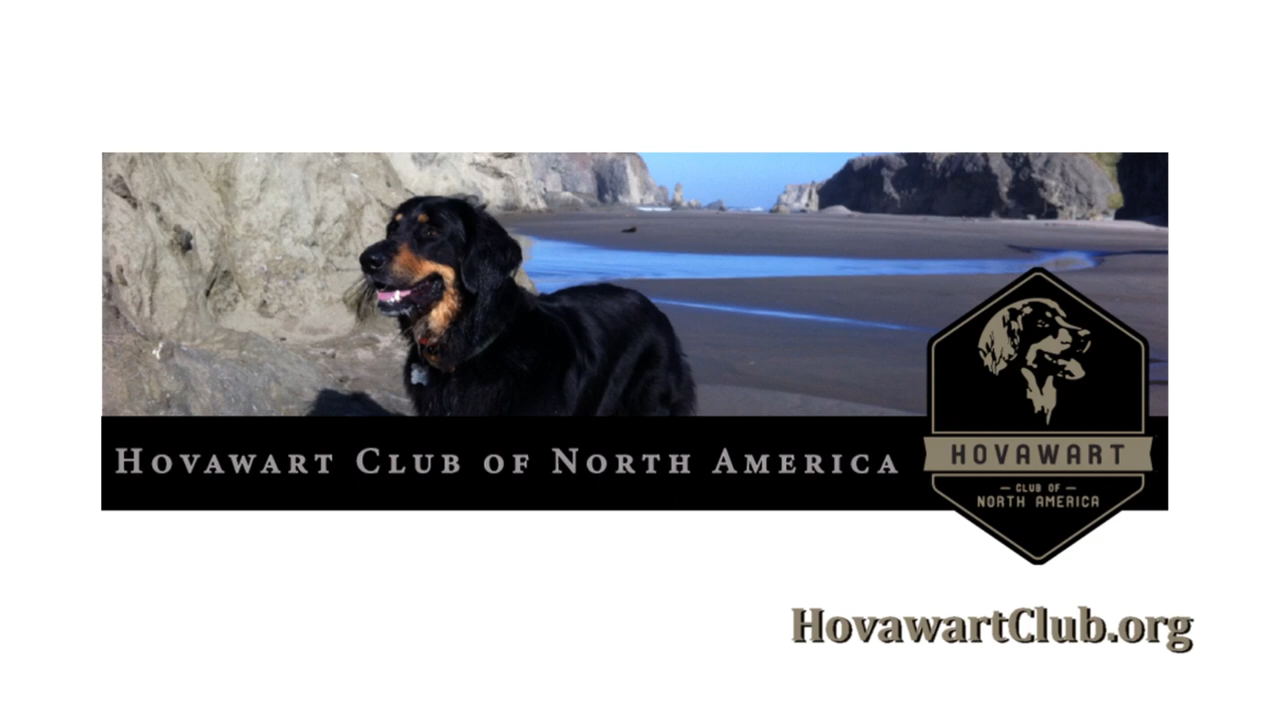 Hovawart Club of North America
HOVAWART
— CLUB OF —
NORTH AMERICA
HovawartClub.org